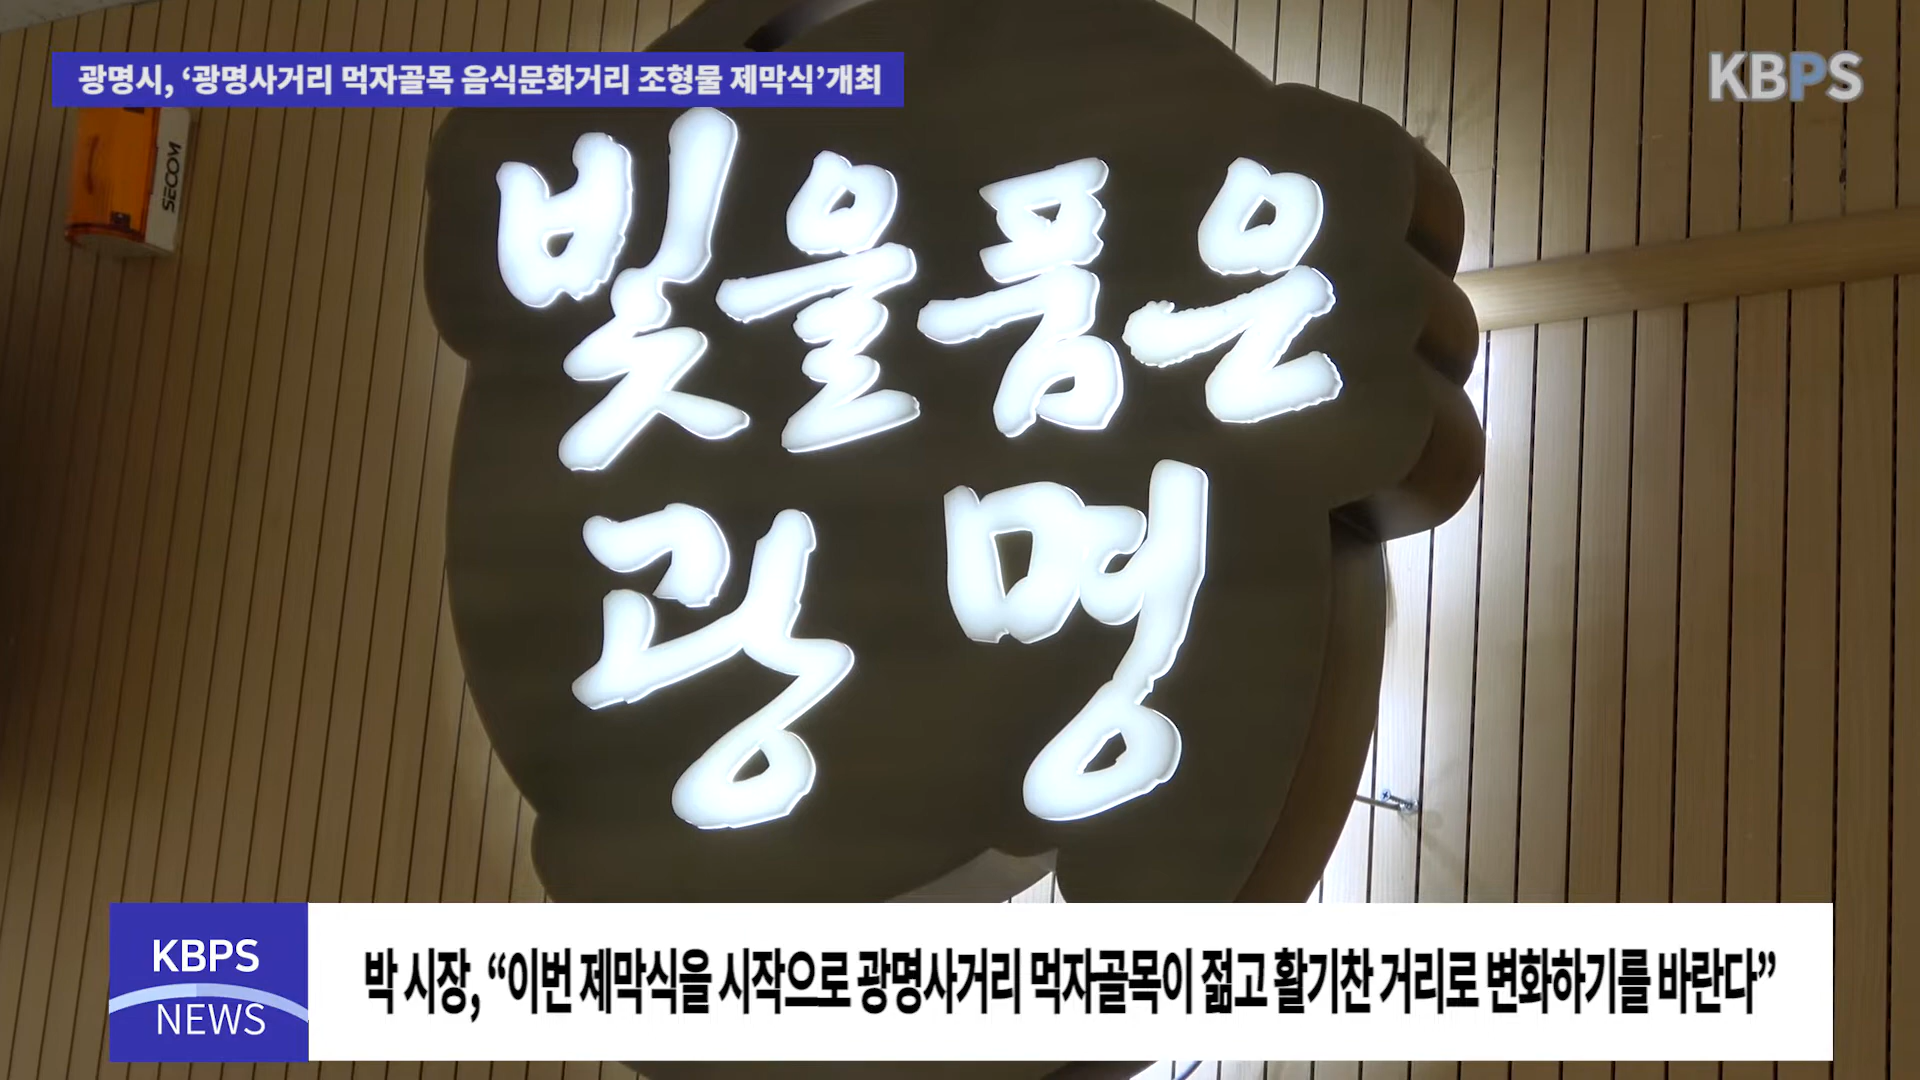 광명시, ‘광명사거리 먹자골목 음식문화거리 조형물 제막식’개최
KBPS
SECOM
빛을품은
광명
KBPS
NEWS
박 시장, “이번 제막식을 시작으로 광명사거리 먹자골목이 젊고 활기찬 거리로 변화하기를 바란다”